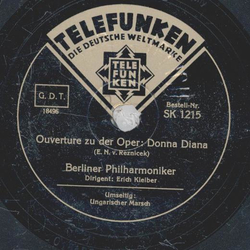 TELEFUNKEN
DIE DEUTSCHE WELTMARKE
TELE
FUN
KEN
G. D. T.
18496
Bestell-Nr.
SK 1215
Ouverture zu der Oper: Donna Diana
(E. N. v. Reznicek)
Berliner Philharmoniker
Dirigent: Erich Kleiber
Umseitig:
Ungarischer Marsch